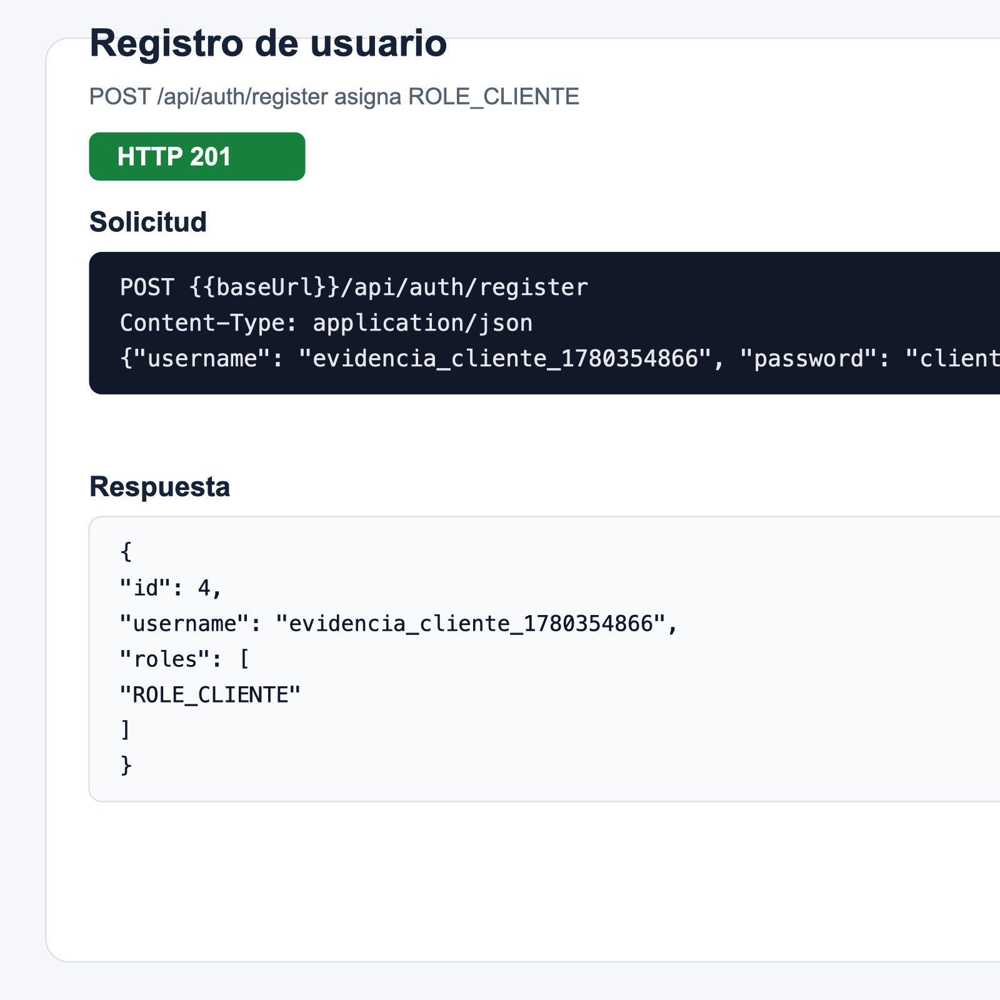 Registro de usuario
POST /api/auth/register asigna ROLE_CLIENTE
HTTP 201
Solicitud
POST {{baseUrl}}/api/auth/register
Content-Type: application/json
{"username": "evidencia_cliente_1780354866", "password": "client
Respuesta
{
"id": 4,
"username": "evidencia_cliente_1780354866",
"roles": [
"ROLE_CLIENTE"
]
}